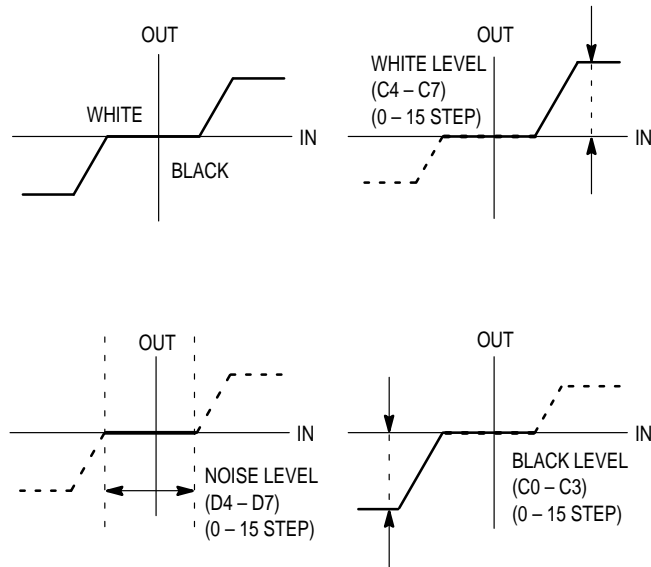 OUT
WHITE
IN
BLACK
OUT
WHITE LEVEL
(C4 – C7)
(0 – 15 STEP)
IN
OUT
IN
NOISE LEVEL
(D4 – D7)
(0 – 15 STEP)
OUT
IN
BLACK LEVEL
(C0 – C3)
(0 – 15 STEP)